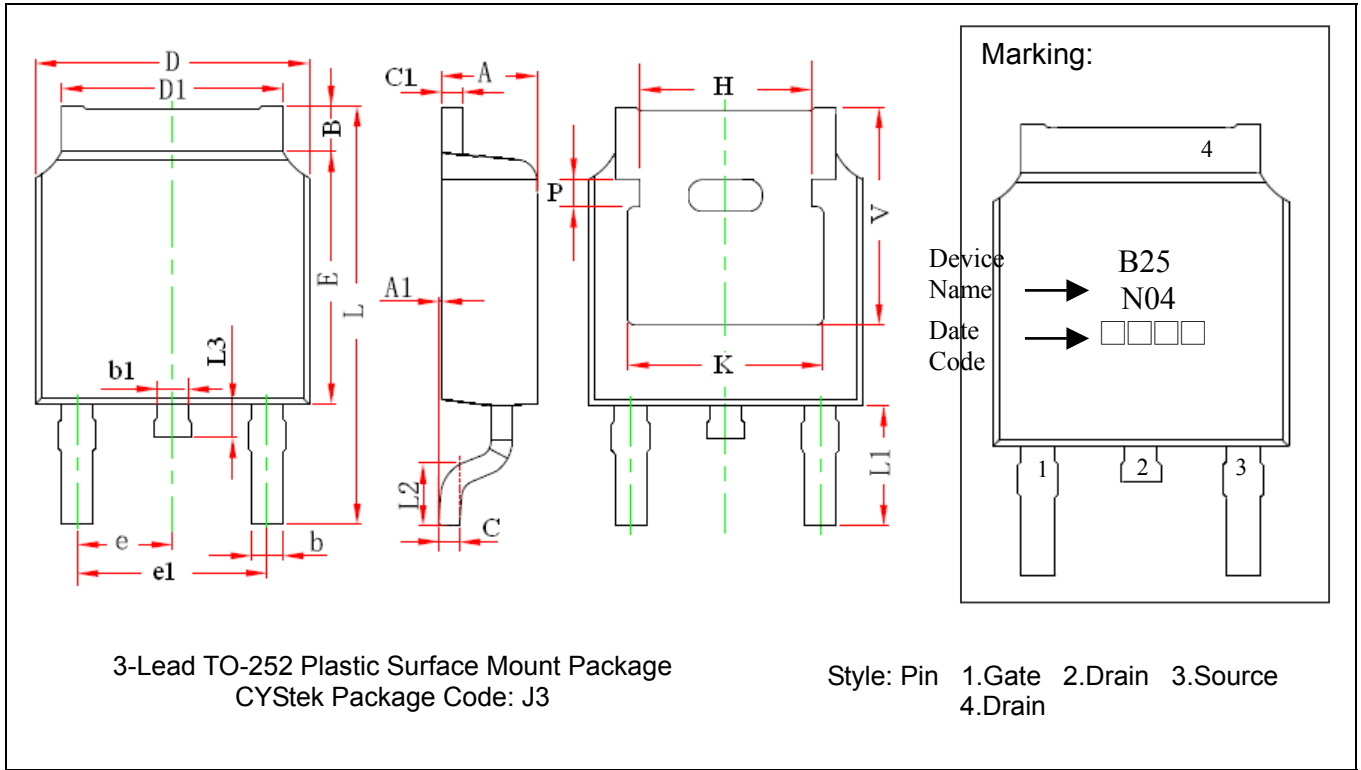 D
D1
B
E
L
L3
b1
e
e1
b
C1
A
A1
L2
C
H
P
V
K
L1
3-Lead TO-252 Plastic Surface Mount Package
CYStek Package Code: J3
Marking:
4
Device
Name
B25
N04
Date
Code
□□□□
1
2
3
Style: Pin 1.Gate 2.Drain 3.Source
4.Drain